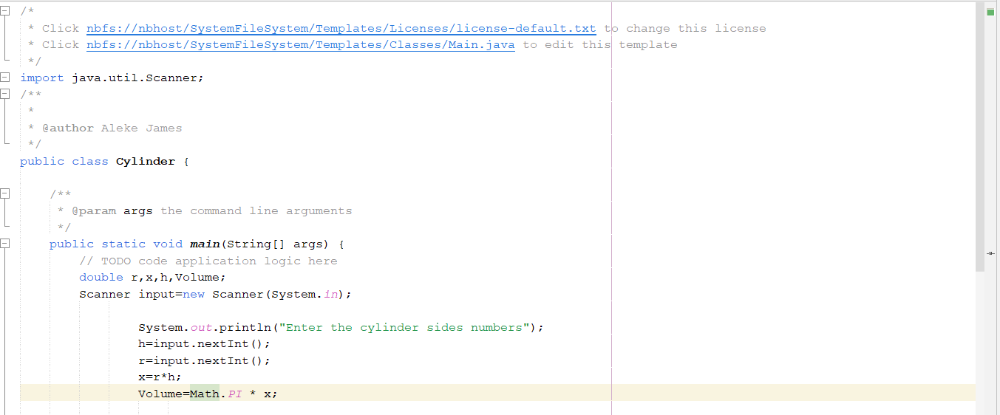 /*
 * Click nbfs://nbhost/SystemFileSystem/Templates/Licenses/license-default.txt to change this license
 * Click nbfs://nbhost/SystemFileSystem/Templates/Classes/Main.java to edit this template
 */
import java.util.Scanner;
/**
 *
 * @author Aleke James
 */
public class Cylinder {

    /**
     * @param args the command line arguments
     */
    public static void main(String[] args) {
        // TODO code application logic here
        double r,x,h,Volume;
        Scanner input=new Scanner(System.in);

                System.out.println("Enter the cylinder sides numbers");
                h=input.nextInt();
                r=input.nextInt();
                x=r*h;
                Volume=Math.PI * x;